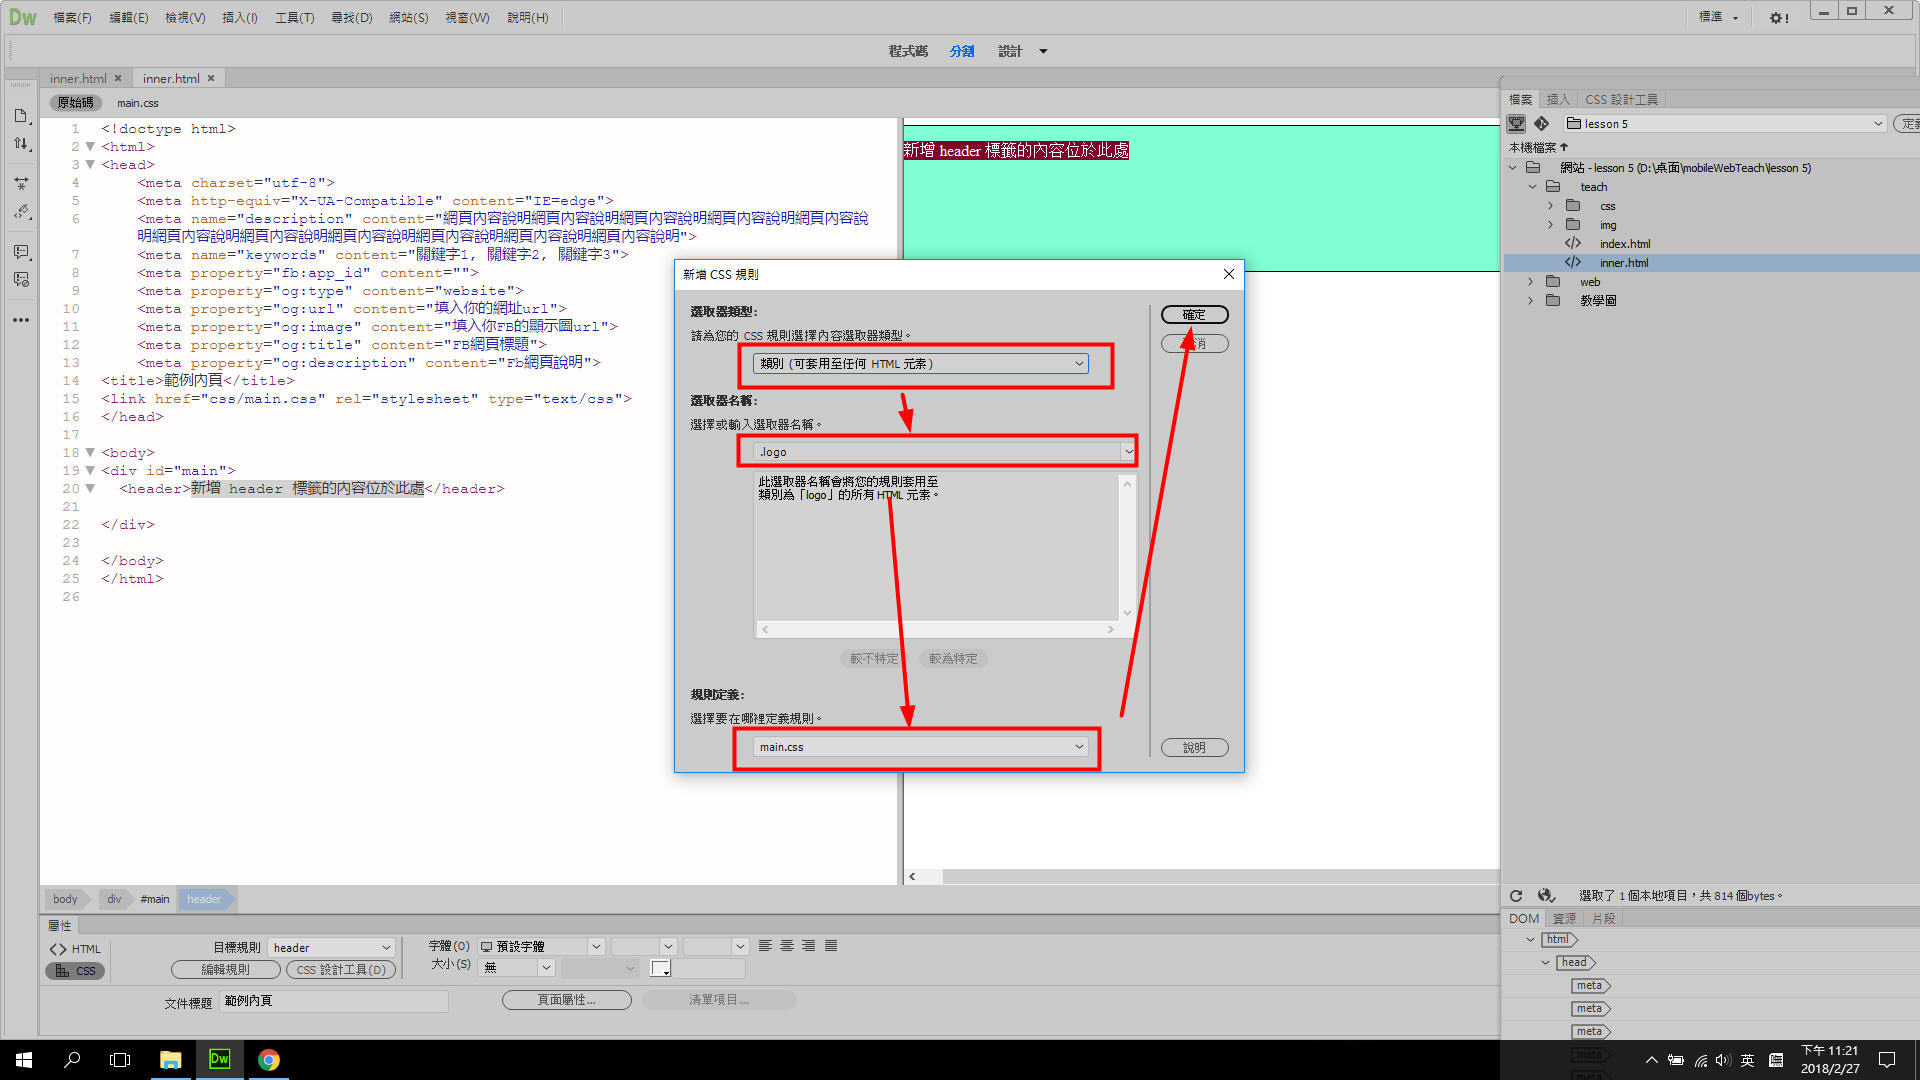 Dw 檔案(F) 編輯(E) 檢視(V) 插入(I) 工具(T) 尋找(D) 網站(S) 視窗(W) 說明(H) 標準
程式碼 分割 設計
inner.html inner.html
原始碼 main.css
1 <!doctype html>
2 <html>
3 <head>
4 <meta charset="utf-8">
5 <meta http-equiv="X-UA-Compatible" content="IE=edge">
6 <meta name="description" content="網頁內容說明網頁內容說明網頁內容說明網頁內容說明網頁內容說
明網頁內容說明網頁內容說明網頁內容說明網頁內容說明網頁內容說明網頁內容說明">
7 <meta name="keywords" content="關鍵字1, 關鍵字2, 關鍵字3">
8 <meta property="fb:app_id" content="">
9 <meta property="og:type" content="website">
10 <meta property="og:url" content="填入你的網址url">
11 <meta property="og:image" content="填入你FB的顯示圖url">
12 <meta property="og:title" content="FB網頁標題">
13 <meta property="og:description" content="Fb網頁說明">
14 <title>範例內頁</title>
15 <link href="css/main.css" rel="stylesheet" type="text/css">
16 </head>
17
18 <body>
19 <div id="main">
20 <header>新增 header 標籤的內容位於此處</header>
21
22 </div>
23
24 </body>
25 </html>
26
新增 header 標籤的內容位於此處
新增 CSS 規則
選取器類型:
請為您的 CSS 規則選擇內容選取器類型。
類別 (可套用至任何 HTML 元素)
選取器名稱:
選擇或輸入選取器名稱。
.logo
此選取器名稱會將您的規則套用至
類別為「logo」的所有 HTML 元素。
較不特定 較為特定
規則定義:
選擇要在哪裡定義規則。
main.css
確定
消
說明
檔案 插入 CSS 設計工具
lesson 5
本機檔案
網站 - lesson 5 (D:\桌面\mobileWebTeach\lesson 5)
teach
css
img
index.html
inner.html
web
教學圖
選取了 1 個本地項目，共 814 個bytes。
DOM 資源 片段
html
head
meta
meta
meta
meta
body div #main header
屬性
HTML
CSS
目標規則 header
編輯規則 CSS 設計工具(D)
字體(O) 預設字體
大小(S) 無
文件標題 範例內頁
頁面屬性... 清單項目...
Dw
英
下午 11:21
2018/2/27